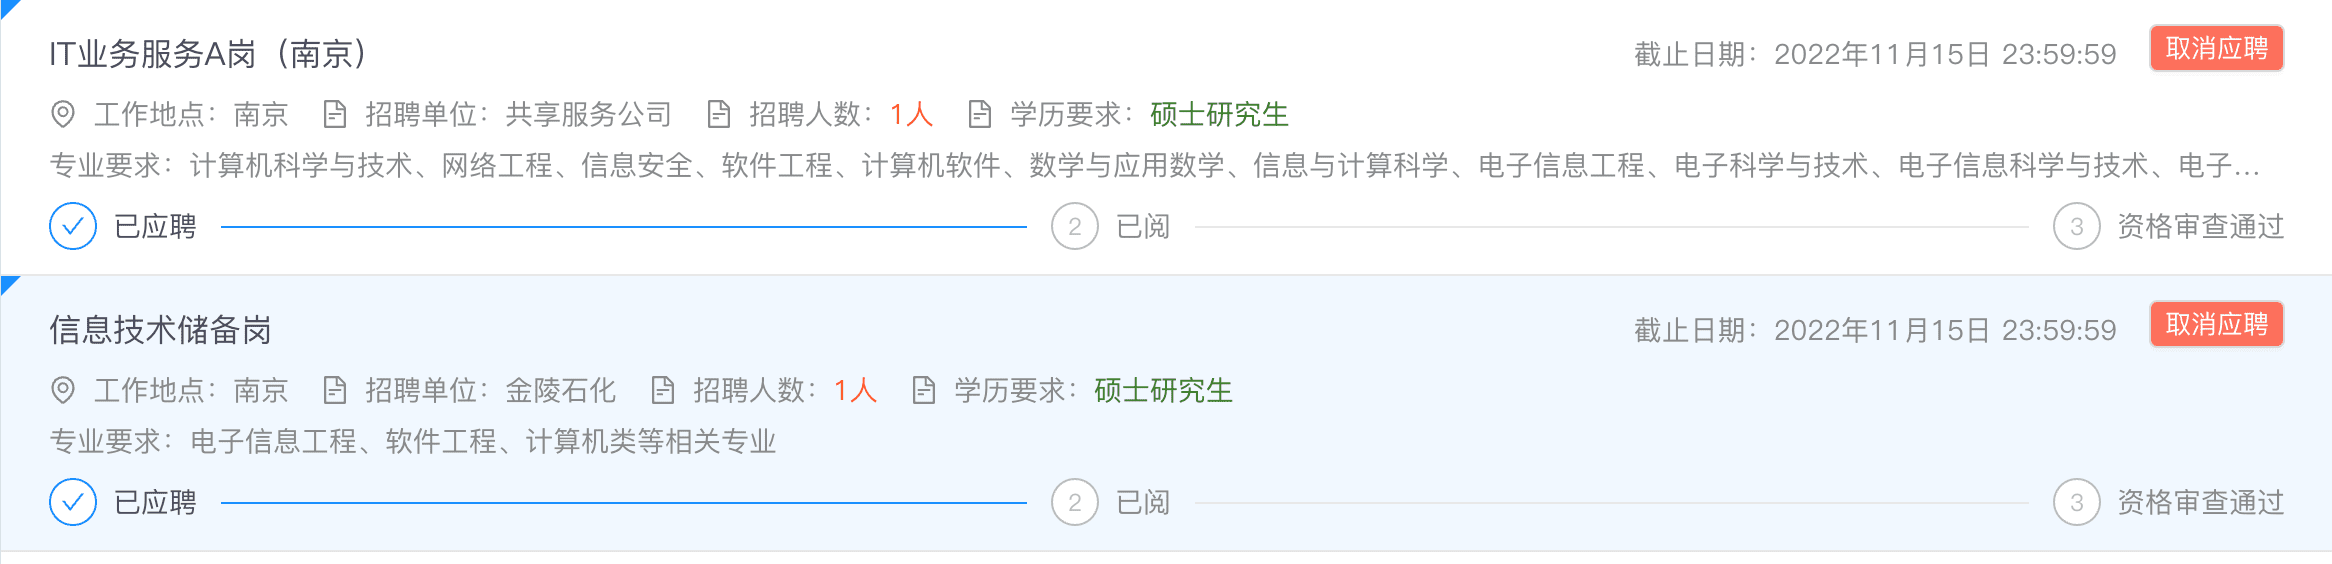 IT业务服务A岗（南京）
截止日期：2022年11月15日 23:59:59 取消应聘
工作地点：南京 招聘单位：共享服务公司 招聘人数：1人 学历要求：硕士研究生
专业要求：计算机科学与技术、网络工程、信息安全、软件工程、计算机软件、数学与应用数学、信息与计算科学、电子信息工程、电子科学与技术、电子信息科学与技术、电子...
已应聘 2 已阅 3 资格审查通过
信息技术储备岗
截止日期：2022年11月15日 23:59:59 取消应聘
工作地点：南京 招聘单位：金陵石化 招聘人数：1人 学历要求：硕士研究生
专业要求：电子信息工程、软件工程、计算机类等相关专业
已应聘 2 已阅 3 资格审查通过